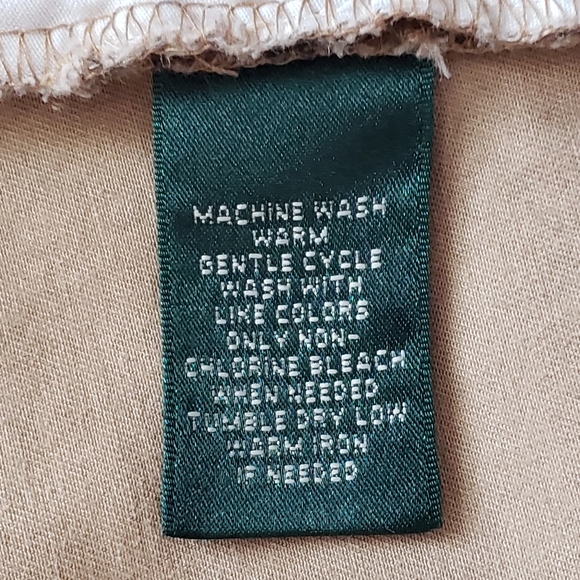 MACHINE WASH
WARM
GENTLE CYCLE
WASH WITH
LIKE COLORS
ONLY NON-
CHLORINE BLEACH
WHEN NEEDED
TUMBLE DRY LOW
WARM IRON
IF NEEDED